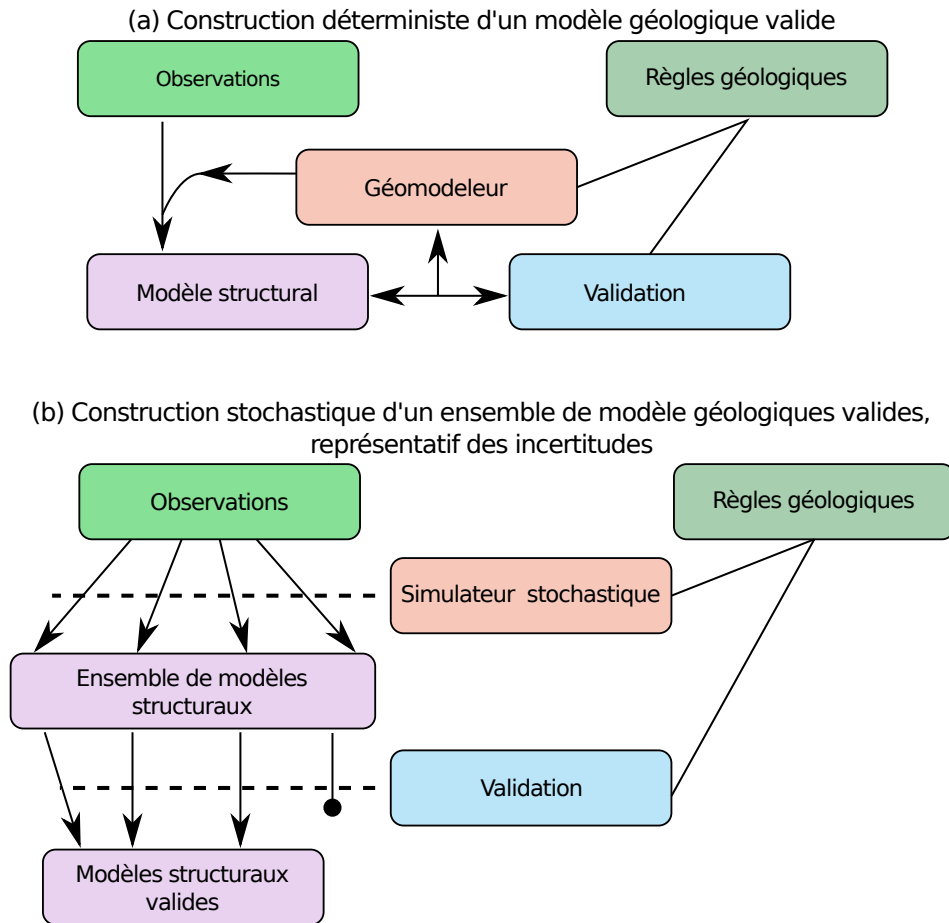 (a) Construction déterministe d'un modèle géologique valide
Observations
Règles géologiques
Géomodeleur
Modèle structural
Validation
(b) Construction stochastique d'un ensemble de modèle géologiques valides,
représentatif des incertitudes
Observations
Règles géologiques
Simulateur stochastique
Ensemble de modèles
structuraux
Validation
Modèles structuraux
valides